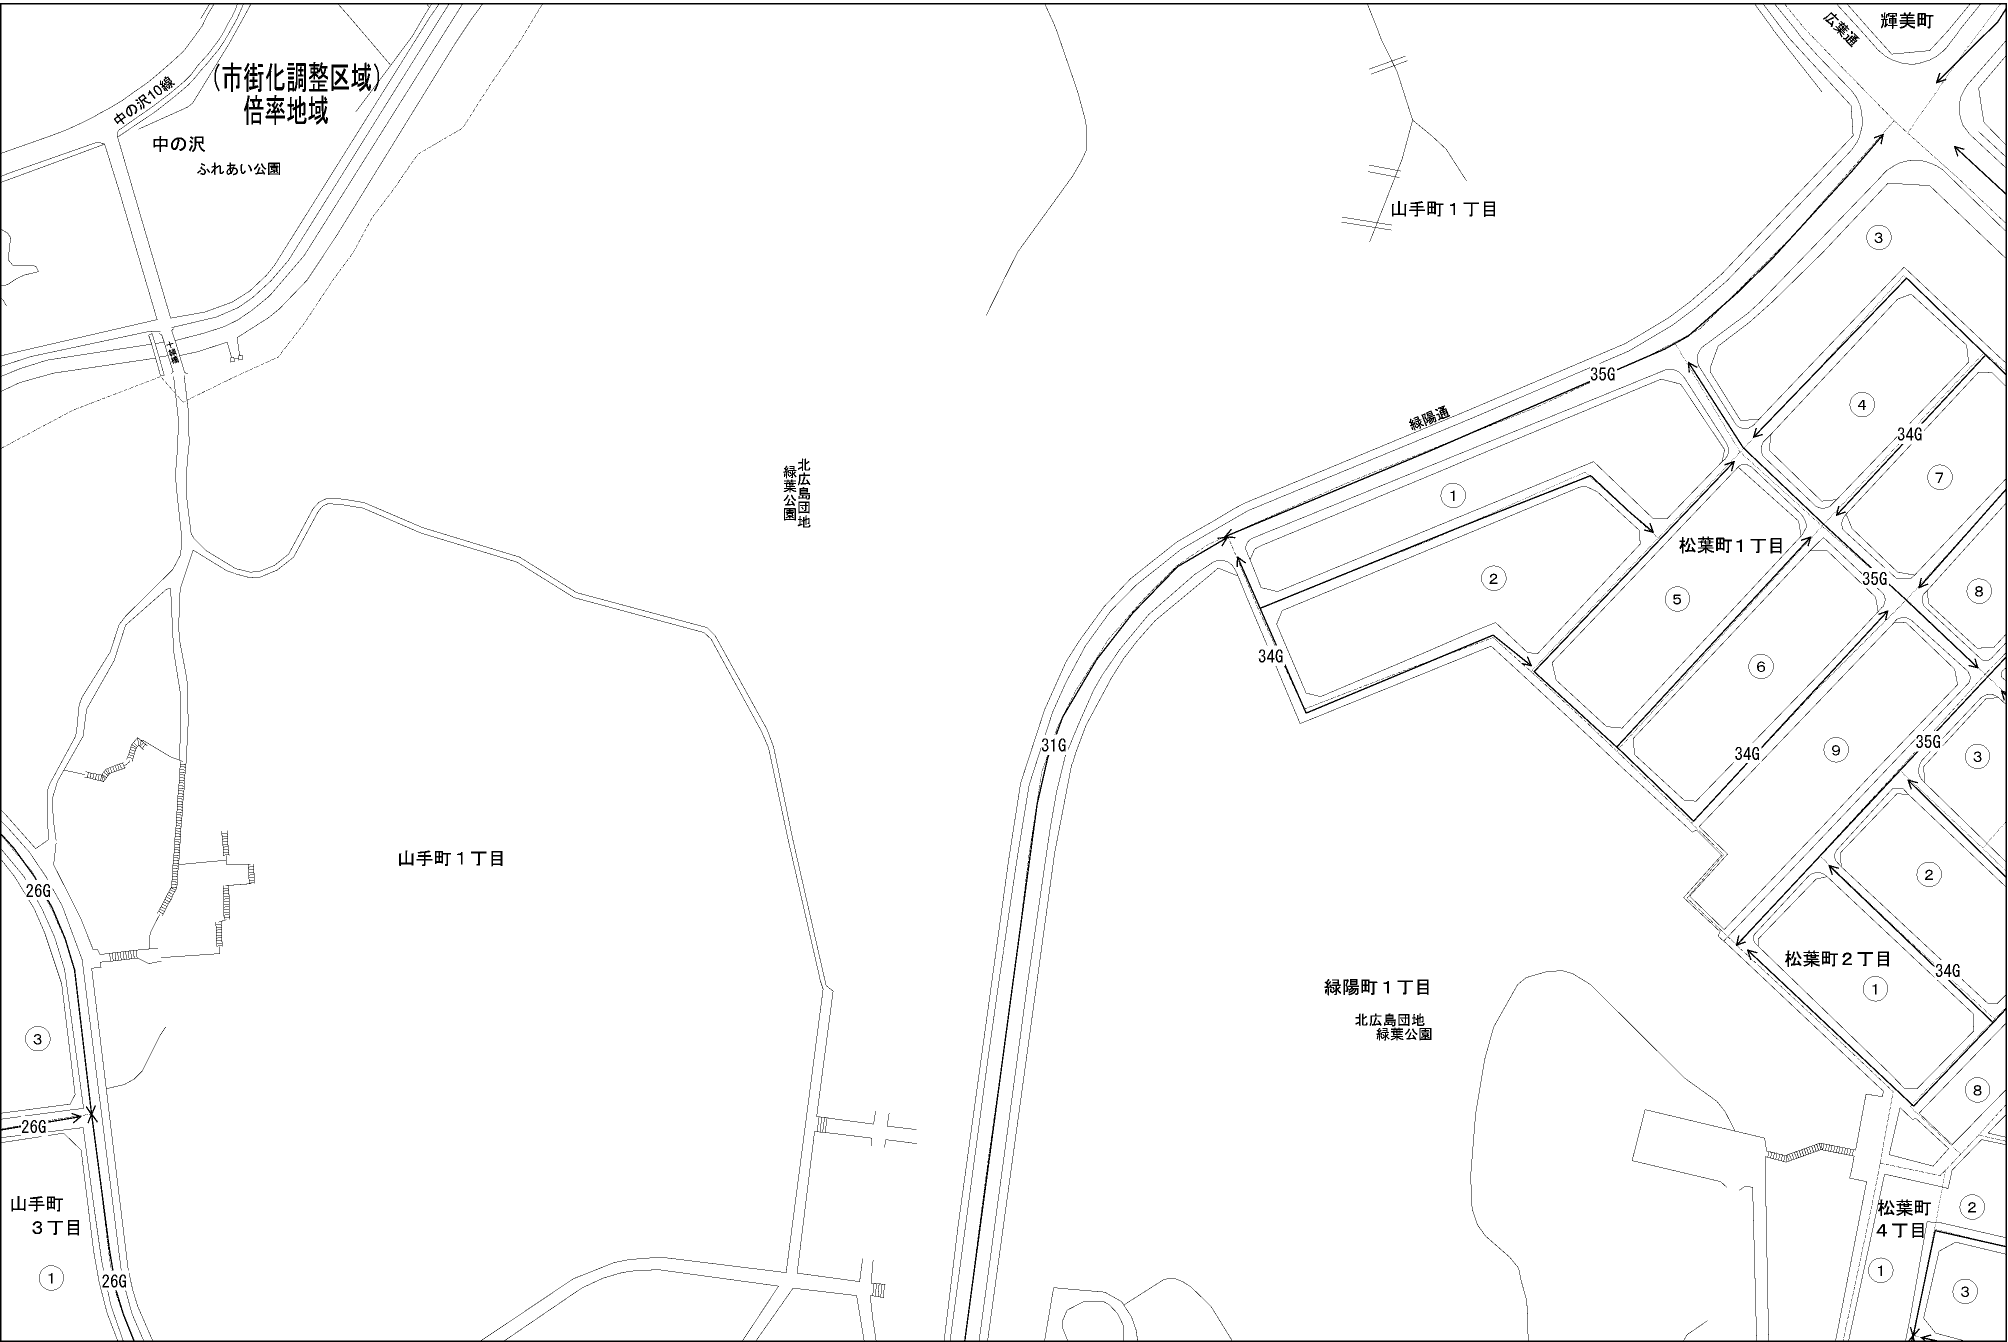 輝美町
広葉通
（市街化調整区域）
倍率地域
中の沢10線
中の沢
ふれあい公園
山手町１丁目
③
35G
緑陽通
④
34G
⑦
北広島団地
緑葉公園
①
松葉町１丁目
②
35G
⑤
⑧
34G
⑥
31G
35G
34G
⑨
③
山手町１丁目
②
26G
松葉町２丁目
34G
①
緑陽町１丁目
北広島団地
緑葉公園
③
⑧
26G
山手町
３丁目
松葉町
４丁目
②
①
26G
①
③